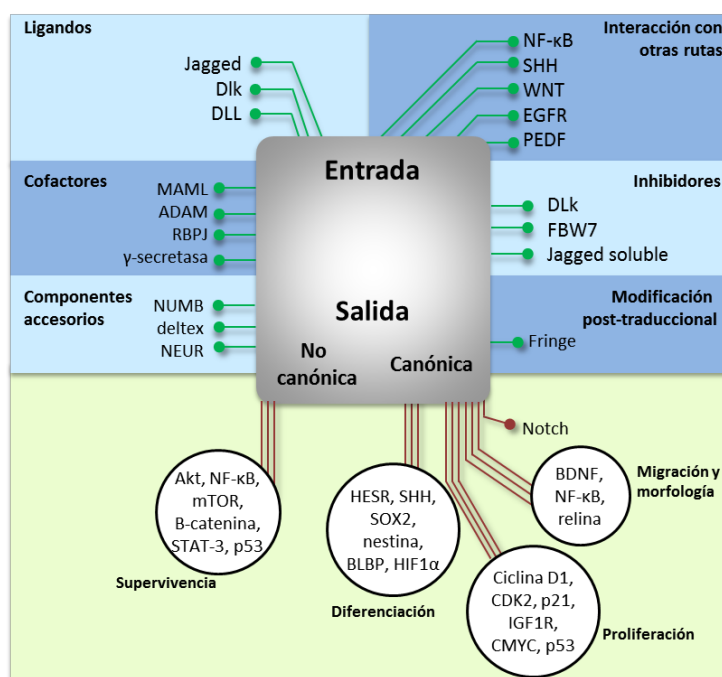 Ligandos
Jagged
Dlk
DLL
Interacción con
otras rutas
NF-κB
SHH
WNT
EGFR
PEDF
Entrada
Cofactores
MAML
ADAM
RBPJ
γ-secretasa
Inhibidores
DLk
FBW7
Jagged soluble
Componentes
accesorios
NUMB
deltex
NEUR
Salida
No
canónica
Canónica
Modificación
post-traduccional
Fringe
Notch
Akt, NF-κB,
mTOR,
B-catenina,
STAT-3, p53
Supervivencia
HESR, SHH,
SOX2,
nestina,
BLBP, HIF1α
Diferenciación
BDNF,
NF-κB,
relina
Migración y
morfología
Ciclina D1,
CDK2, p21,
IGF1R,
CMYC, p53
Proliferación